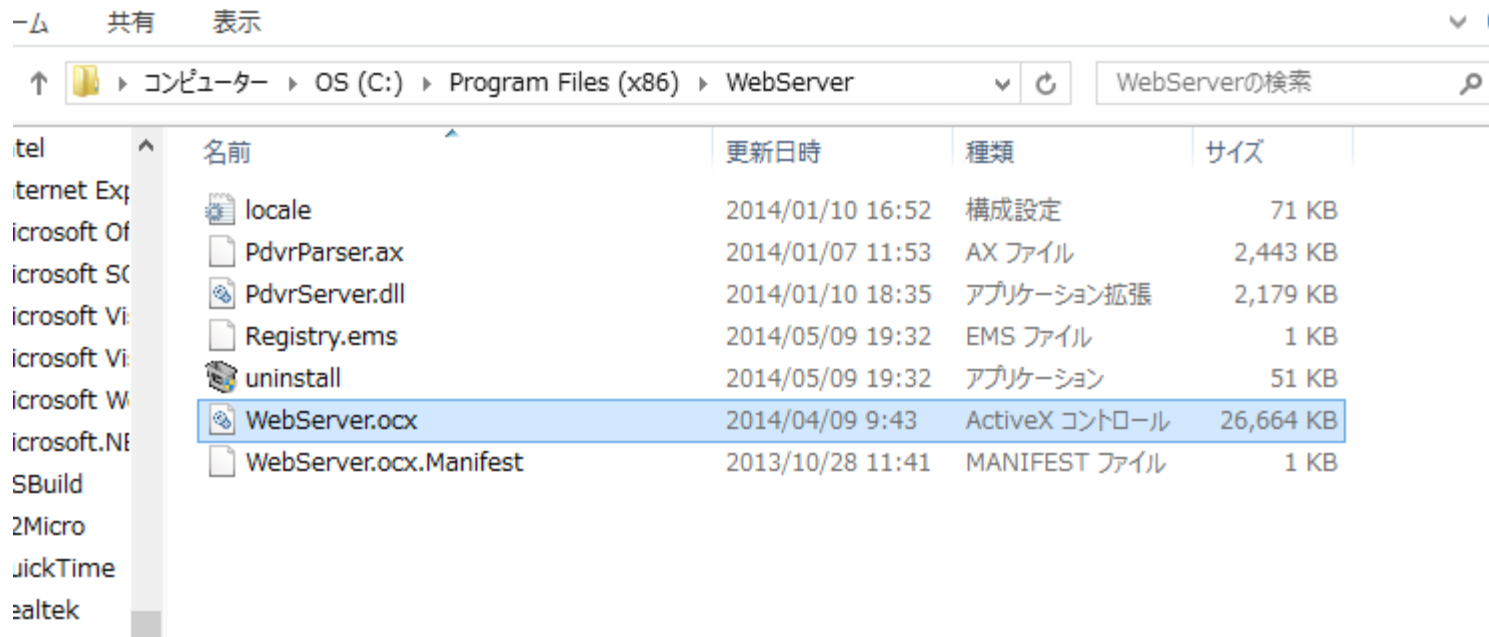 ーム 共有 表示
コンピューター OS (C:) Program Files (x86) WebServer WebServerの検索
名前 更新日時 種類 サイズ
locale 2014/01/10 16:52 構成設定 71 KB
PdvrParser.ax 2014/01/07 11:53 AX ファイル 2,443 KB
PdvrServer.dll 2014/01/10 18:35 アプリケーション拡張 2,179 KB
Registry.ems 2014/05/09 19:32 EMS ファイル 1 KB
uninstall 2014/05/09 19:32 アプリケーション 51 KB
WebServer.ocx 2014/04/09 9:43 ActiveX コントロール 26,664 KB
WebServer.ocx.Manifest 2013/10/28 11:41 MANIFEST ファイル 1 KB
ntel
nternet Exp
icrosoft Of
icrosoft SQ
icrosoft Vi
icrosoft Vi
icrosoft W
icrosoft.NE
SBuild
2Micro
uickTime
ealtek